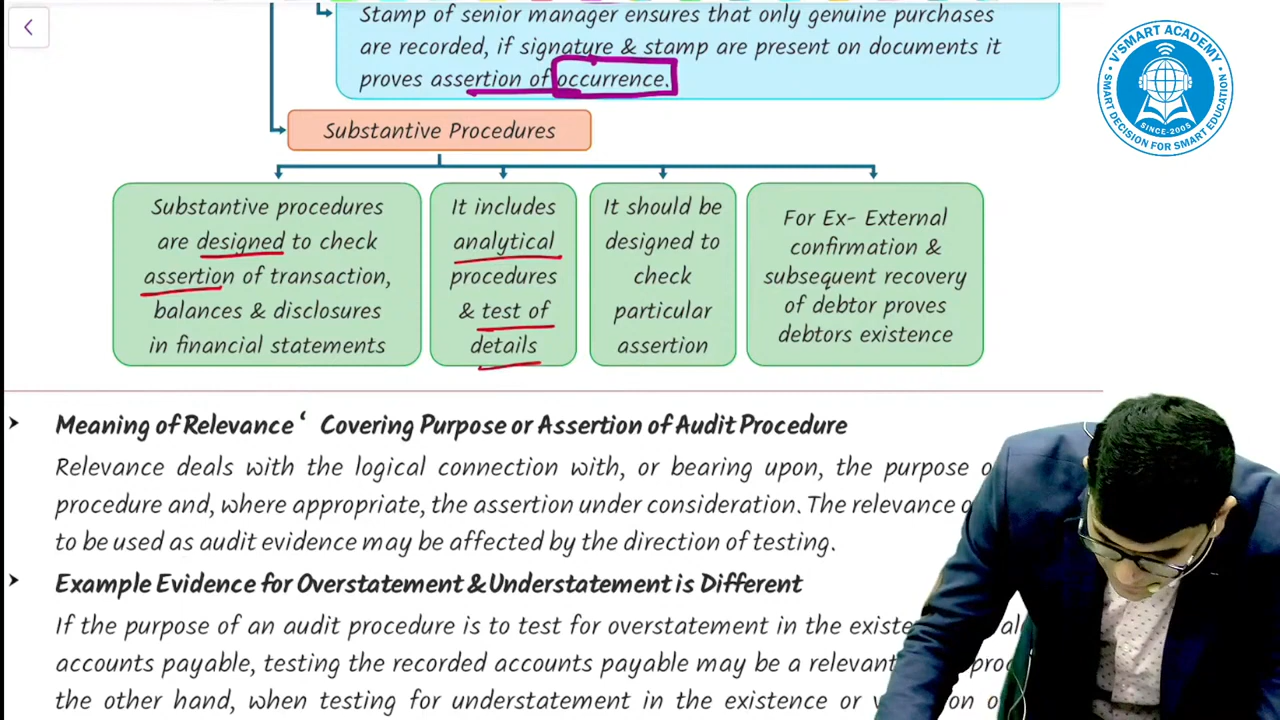 Stamp of senior manager ensures that only genuine purchases
are recorded, if signature & stamp are present on documents it
proves assertion of occurrence.
Substantive Procedures
Substantive procedures
are designed to check
assertion of transaction,
balances & disclosures
in financial statements
It includes
analytical
procedures
& test of
details
It should be
designed to
check
particular
assertion
For Ex- External
confirmation &
subsequent recovery
of debtor proves
debtors existence
V'SMART ACADEMY
SINCE-2005
SMART DECISION FOR SMART EDUCATION
Meaning of Relevance ‘ Covering Purpose or Assertion of Audit Procedure
Relevance deals with the logical connection with, or bearing upon, the purpose
procedure and, where appropriate, the assertion under consideration. The relevance
to be used as audit evidence may be affected by the direction of testing.
Example Evidence for Overstatement & Understatement is Different
If the purpose of an audit procedure is to test for overstatement in the
accounts payable, testing the recorded accounts payable may be a relevant
the other hand, when testing for understatement in the existence or